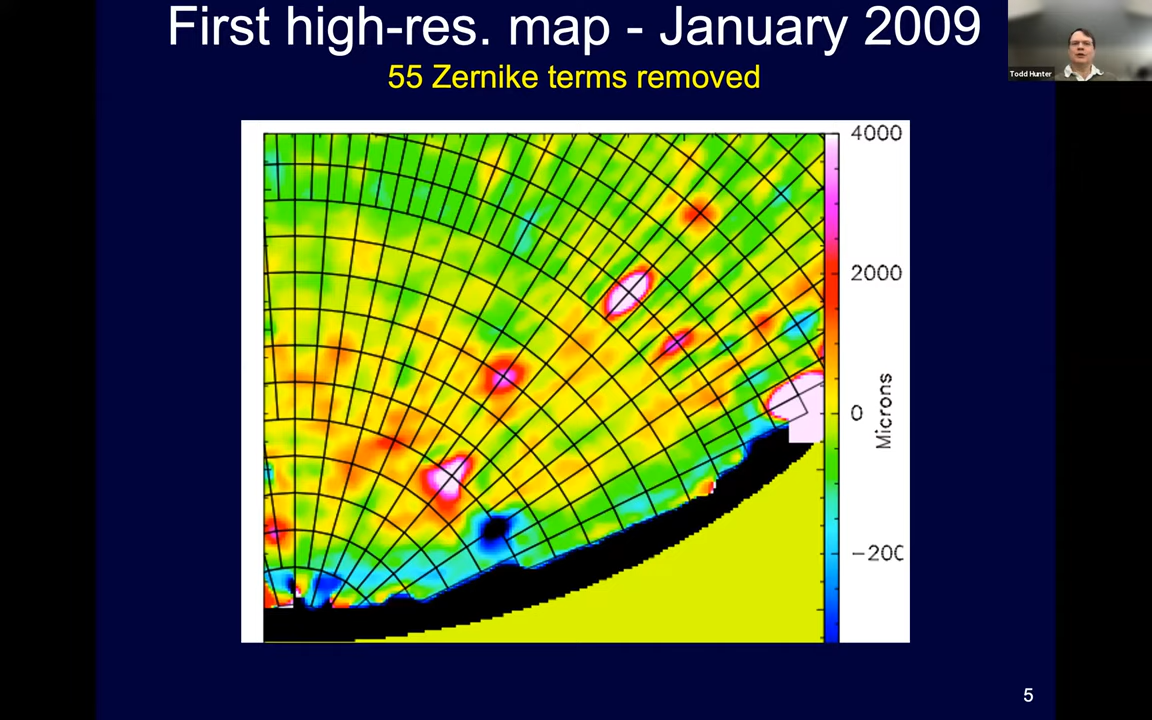 First high-res. map - January 2009
55 Zernike terms removed
Todd Hunter
4000
2000
0
Microns
−200
5